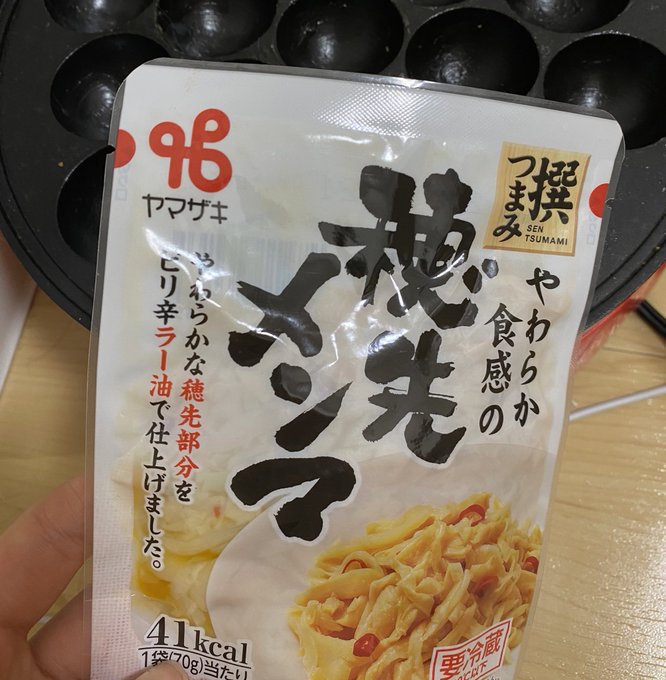 ヤマザキ
撰
つまみ
SEN
TSUMAMI
やわらか
食感の
穂先
メンマ
やわらかな穂先部分を
ピリ辛ラー油で仕上げました。
41kcal
1袋(70g)当たり
要冷蔵
以下